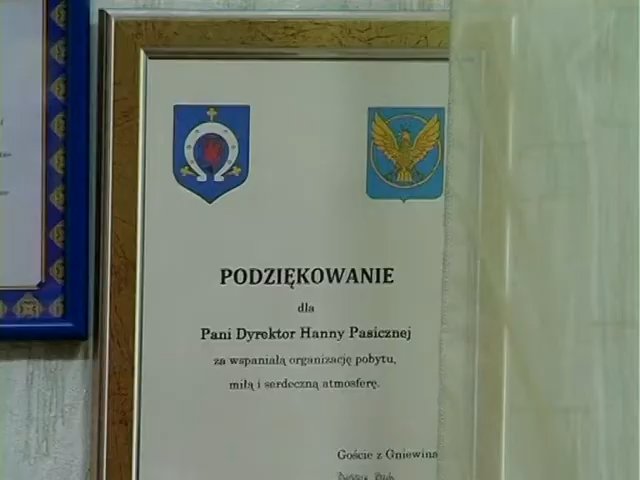 PODZIĘKOWANIE
dla
Pani Dyrektor Hanny Pasicznej
za wspaniałą organizację pobytu,
miłą i serdeczną atmosferę.
Goście z Gniewina